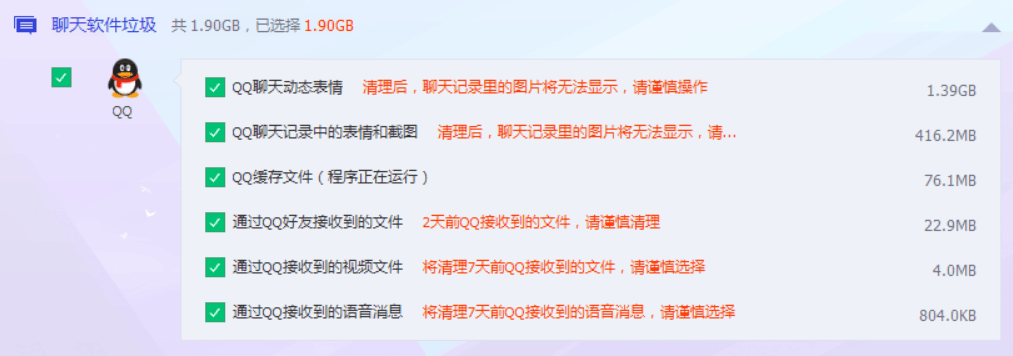 聊天软件垃圾 共 1.90GB，已选择 1.90GB
QQ
QQ聊天动态表情 清理后，聊天记录里的图片将无法显示，请谨慎操作 1.39GB
QQ聊天记录中的表情和截图 清理后，聊天记录里的图片将无法显示，请... 416.2MB
QQ缓存文件（程序正在运行） 76.1MB
通过QQ好友接收到的文件 2天前QQ接收到的文件，请谨慎清理 22.9MB
通过QQ接收到的视频文件 将清理7天前QQ接收到的文件，请谨慎选择 4.0MB
通过QQ接收到的语音消息 将清理7天前QQ接收到的语音消息，请谨慎选择 804.0KB